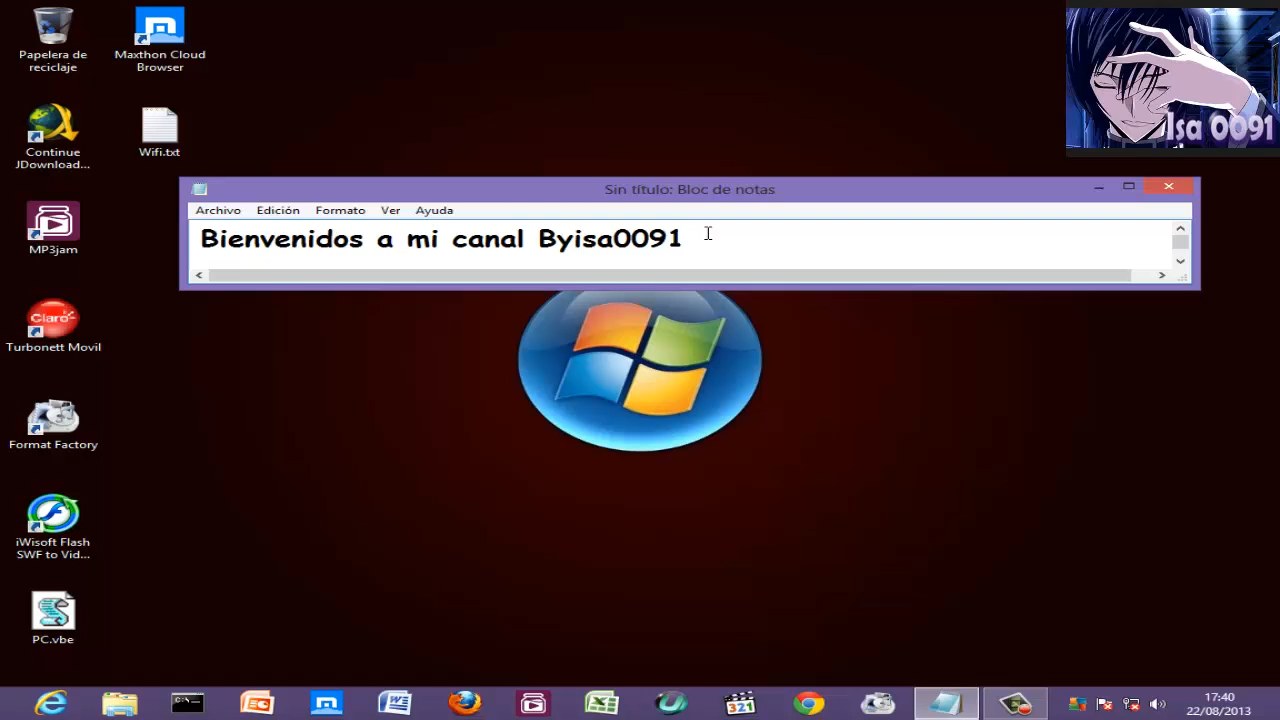 Papelera de
reciclaje
Maxthon Cloud
Browser
Continue
JDownload...
Wifi.txt
MP3jam
Claro
Turbonett Movil
Format Factory
iWisoft Flash
SWF to Vid...
PC.vbe
Isa 0091
Sin título: Bloc de notas
Archivo Edición Formato Ver Ayuda
Bienvenidos a mi canal Byisa0091
321
17:40
22/08/2013